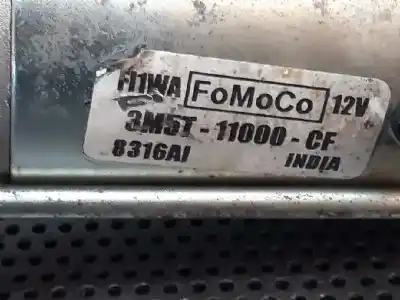 FI1WA FoMoCo 12V
3M5T-11000-CF
8316AI INDIA